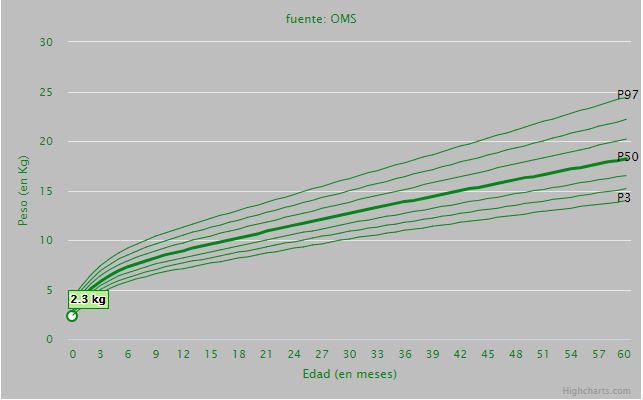 fuente: OMS
30
25
20
15
10
5
0
Peso (en Kg)
P97
P50
P3
2.3 kg
0 3 6 9 12 15 18 21 24 27 30 33 36 39 42 45 48 51 54 57 60
Edad (en meses)
Highcharts.com